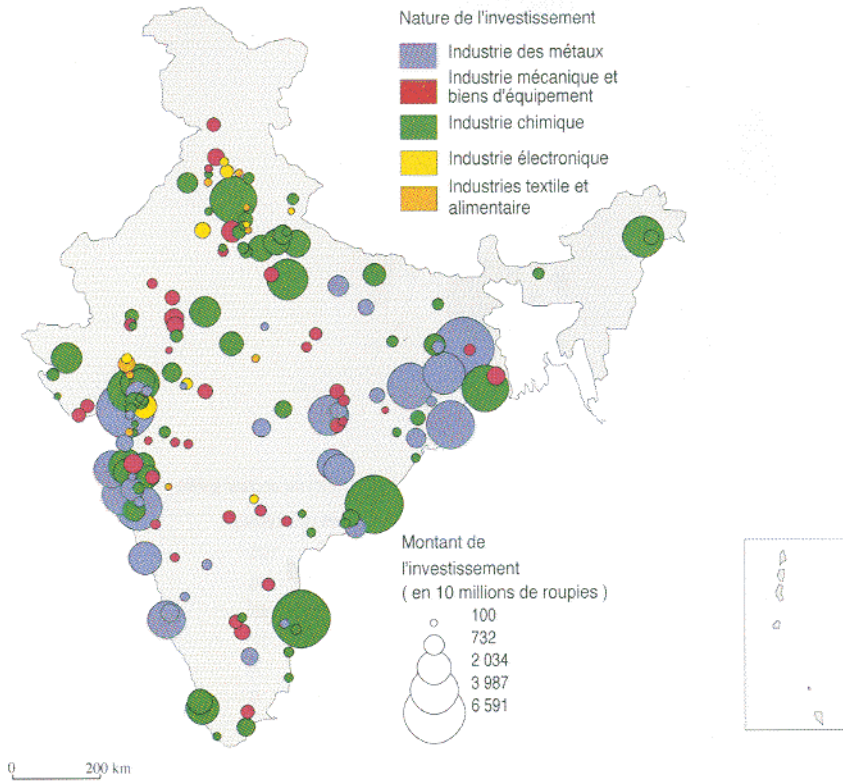 Nature de l'investissement
Industrie des métaux
Industrie mécanique et
biens d'équipement
Industrie chimique
Industrie électronique
Industries textile et
alimentaire
Montant de
l'investissement
( en 10 millions de roupies )
100
732
2 034
3 987
6 591
0 200 km